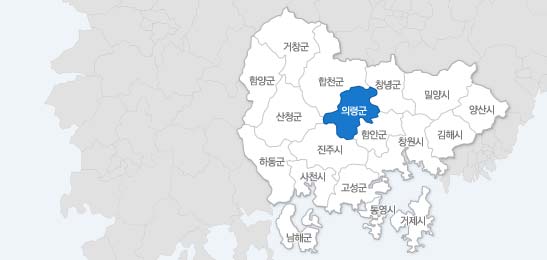 거창군
함양군
합천군
창녕군
밀양시
양산시
의령군
산청군
함안군
창원시
김해시
진주시
하동군
사천시
고성군
통영시
거제시
남해군